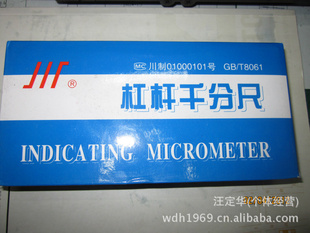 MC 川制01000101号 GB/T8061
®
杠杆千分尺
INDICATING MICROMETER
汪定华(个体经营)
wdh1969.cn.alibaba.com